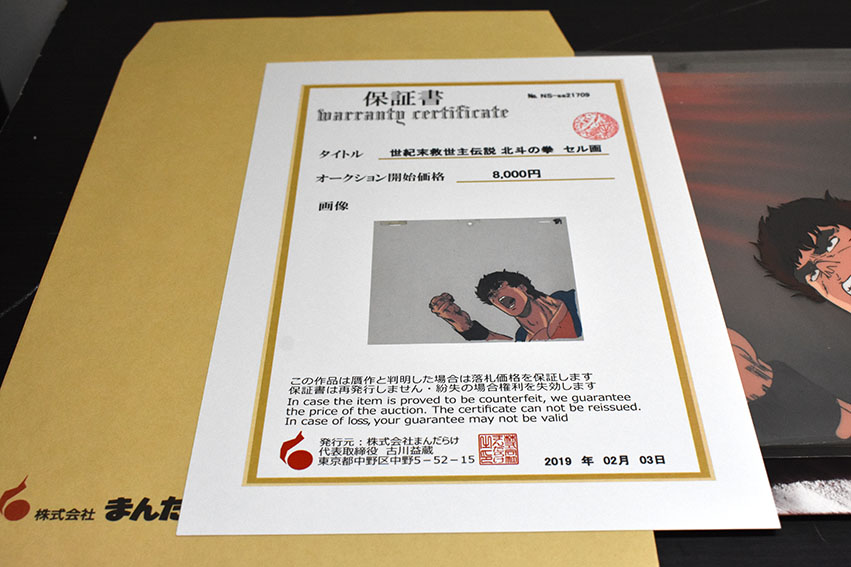 保証書
warranty certificate
No. NS-aa21709
タイトル 世紀末救世主伝説 北斗の拳 セル画
オークション開始価格 8,000円
画像
この作品は贋作と判明した場合は落札価格を保証します
保証書は再発行しません・紛失の場合権利を失効します
In case the item is proved to be counterfeit, we guarantee
the price of the auction. The certificate can not be reissued.
In case of loss, your guarantee may not be valid
発行元：株式会社まんだらけ
代表取締役 古川益蔵
東京都中野区中野5－52－15
2019 年 02月 03日
株式会社 まんだ